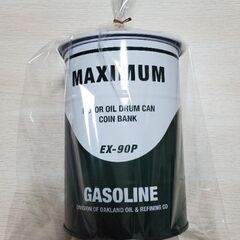 MAXIMUM
OR OIL DRUM CAN
COIN BANK
EX-90P
GASOLINE
DIVISION OF OAKLAND OIL & REFINING CO